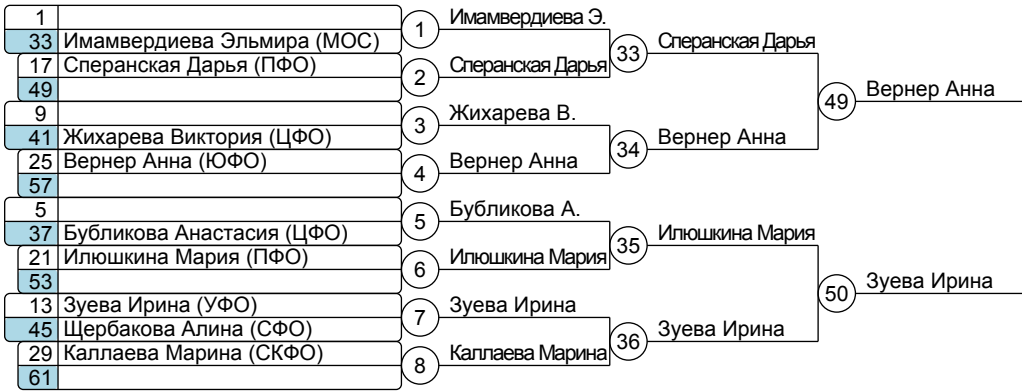 1
33 Имамвердиева Эльмира (МОС)
17 Сперанская Дарья (ПФО)
49
9
41 Жихарева Виктория (ЦФО)
25 Вернер Анна (ЮФО)
57
5
37 Бубликова Анастасия (ЦФО)
21 Илюшкина Мария (ПФО)
53
13 Зуева Ирина (УФО)
45 Щербакова Алина (СФО)
29 Каллаева Марина (СКФО)
61
1 Имамвердиева Э.
2 Сперанская Дарья
3 Жихарева В.
4 Вернер Анна
5 Бубликова А.
6 Илюшкина Мария
7 Зуева Ирина
8 Каллаева Марина
33 Сперанская Дарья
34 Вернер Анна
35 Илюшкина Мария
36 Зуева Ирина
49 Вернер Анна
50 Зуева Ирина